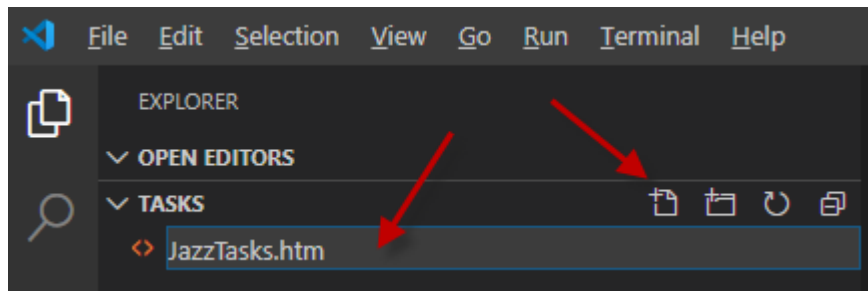 File Edit Selection View Go Run Terminal Help
EXPLORER
OPEN EDITORS
TASKS
JazzTasks.htm